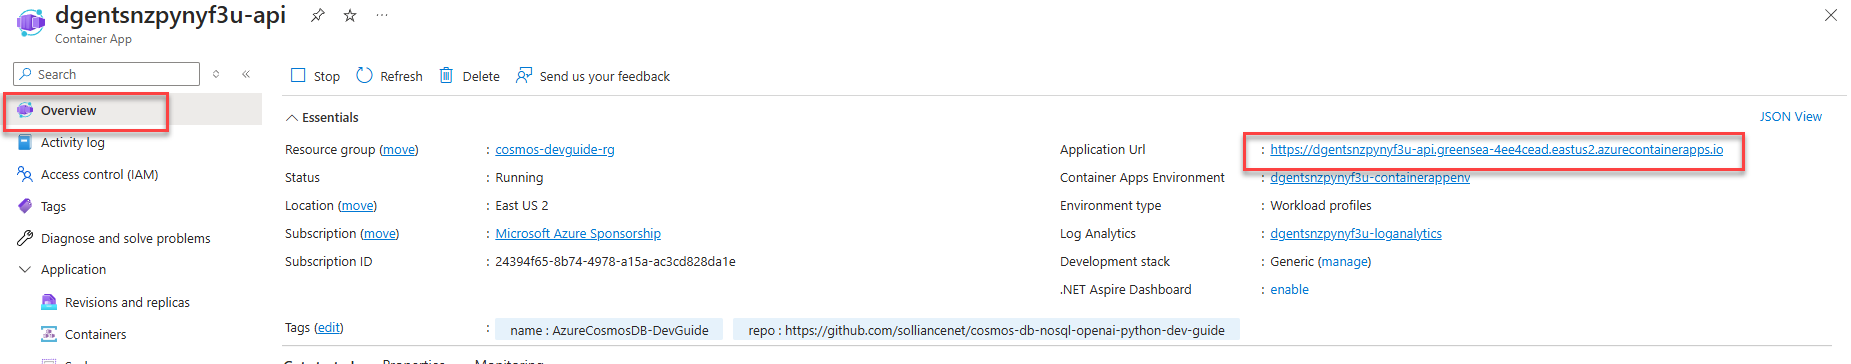 dgentsnzpynyf3u-api
Container App
Search
Overview
Activity log
Access control (IAM)
Tags
Diagnose and solve problems
Application
Revisions and replicas
Containers
Stop Refresh Delete Send us your feedback
Essentials
JSON View
Resource group (move) : cosmos-devguide-rg
Status : Running
Location (move) : East US 2
Subscription (move) : Microsoft Azure Sponsorship
Subscription ID : 24394f65-8b74-4978-a15a-ac3cd828da1e
Application Url : https://dgentsnzpynyf3u-api.greensea-4ee4cead.eastus2.azurecontainerapps.io
Container Apps Environment : dgentsnzpynyf3u-containerappenv
Environment type : Workload profiles
Log Analytics : dgentsnzpynyf3u-loganalytics
Development stack : Generic (manage)
.NET Aspire Dashboard : enable
Tags (edit) : name : AzureCosmosDB-DevGuide repo : https://github.com/solliancenet/cosmos-db-nosql-openai-python-dev-guide
Properties Monitoring